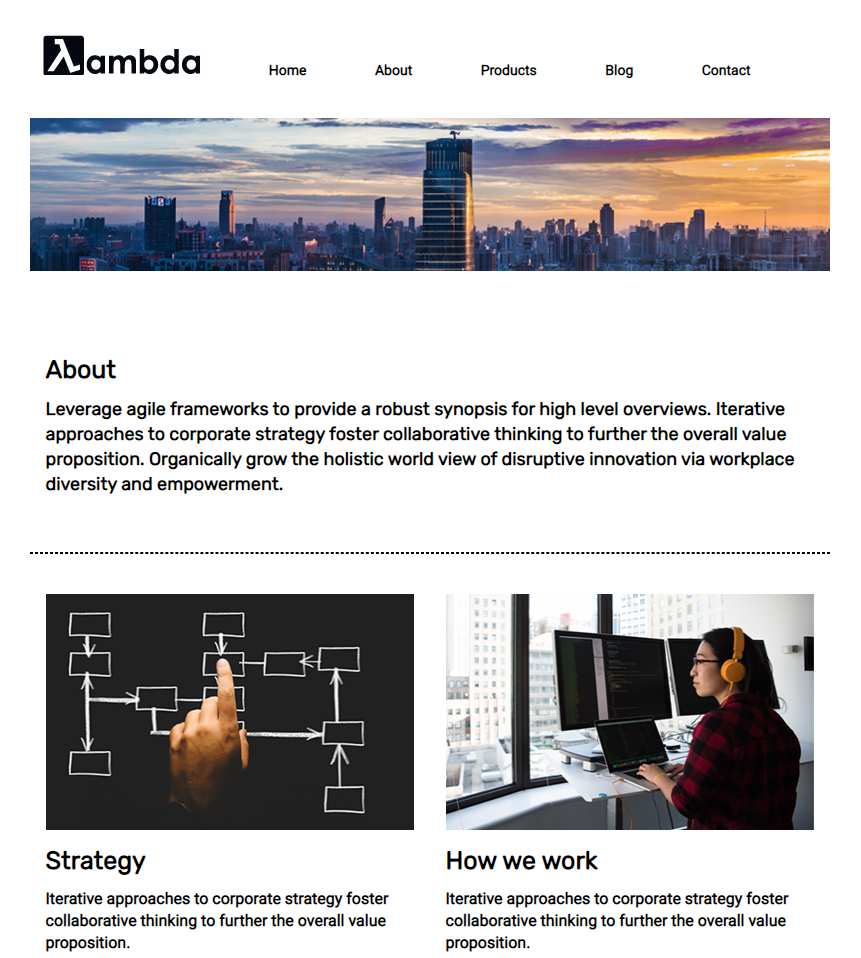 λambda
Home About Products Blog Contact
About
Leverage agile frameworks to provide a robust synopsis for high level overviews. Iterative
approaches to corporate strategy foster collaborative thinking to further the overall value
proposition. Organically grow the holistic world view of disruptive innovation via workplace
diversity and empowerment.
Strategy
Iterative approaches to corporate strategy foster
collaborative thinking to further the overall value
proposition.
How we work
Iterative approaches to corporate strategy foster
collaborative thinking to further the overall value
proposition.